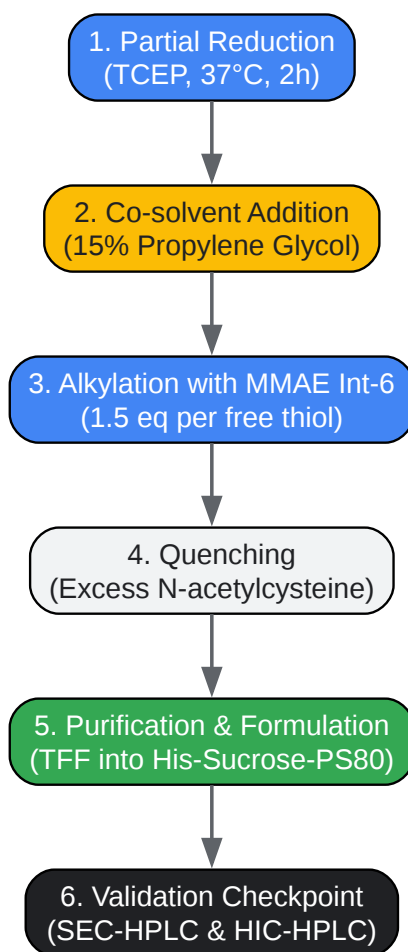 1. Partial Reduction
(TCEP, 37°C, 2h)
2. Co-solvent Addition
(15% Propylene Glycol)
3. Alkylation with MMAE Int-6
(1.5 eq per free thiol)
4. Quenching
(Excess N-acetylcysteine)
5. Purification & Formulation
(TFF into His-Sucrose-PS80)
6. Validation Checkpoint
(SEC-HPLC & HIC-HPLC)